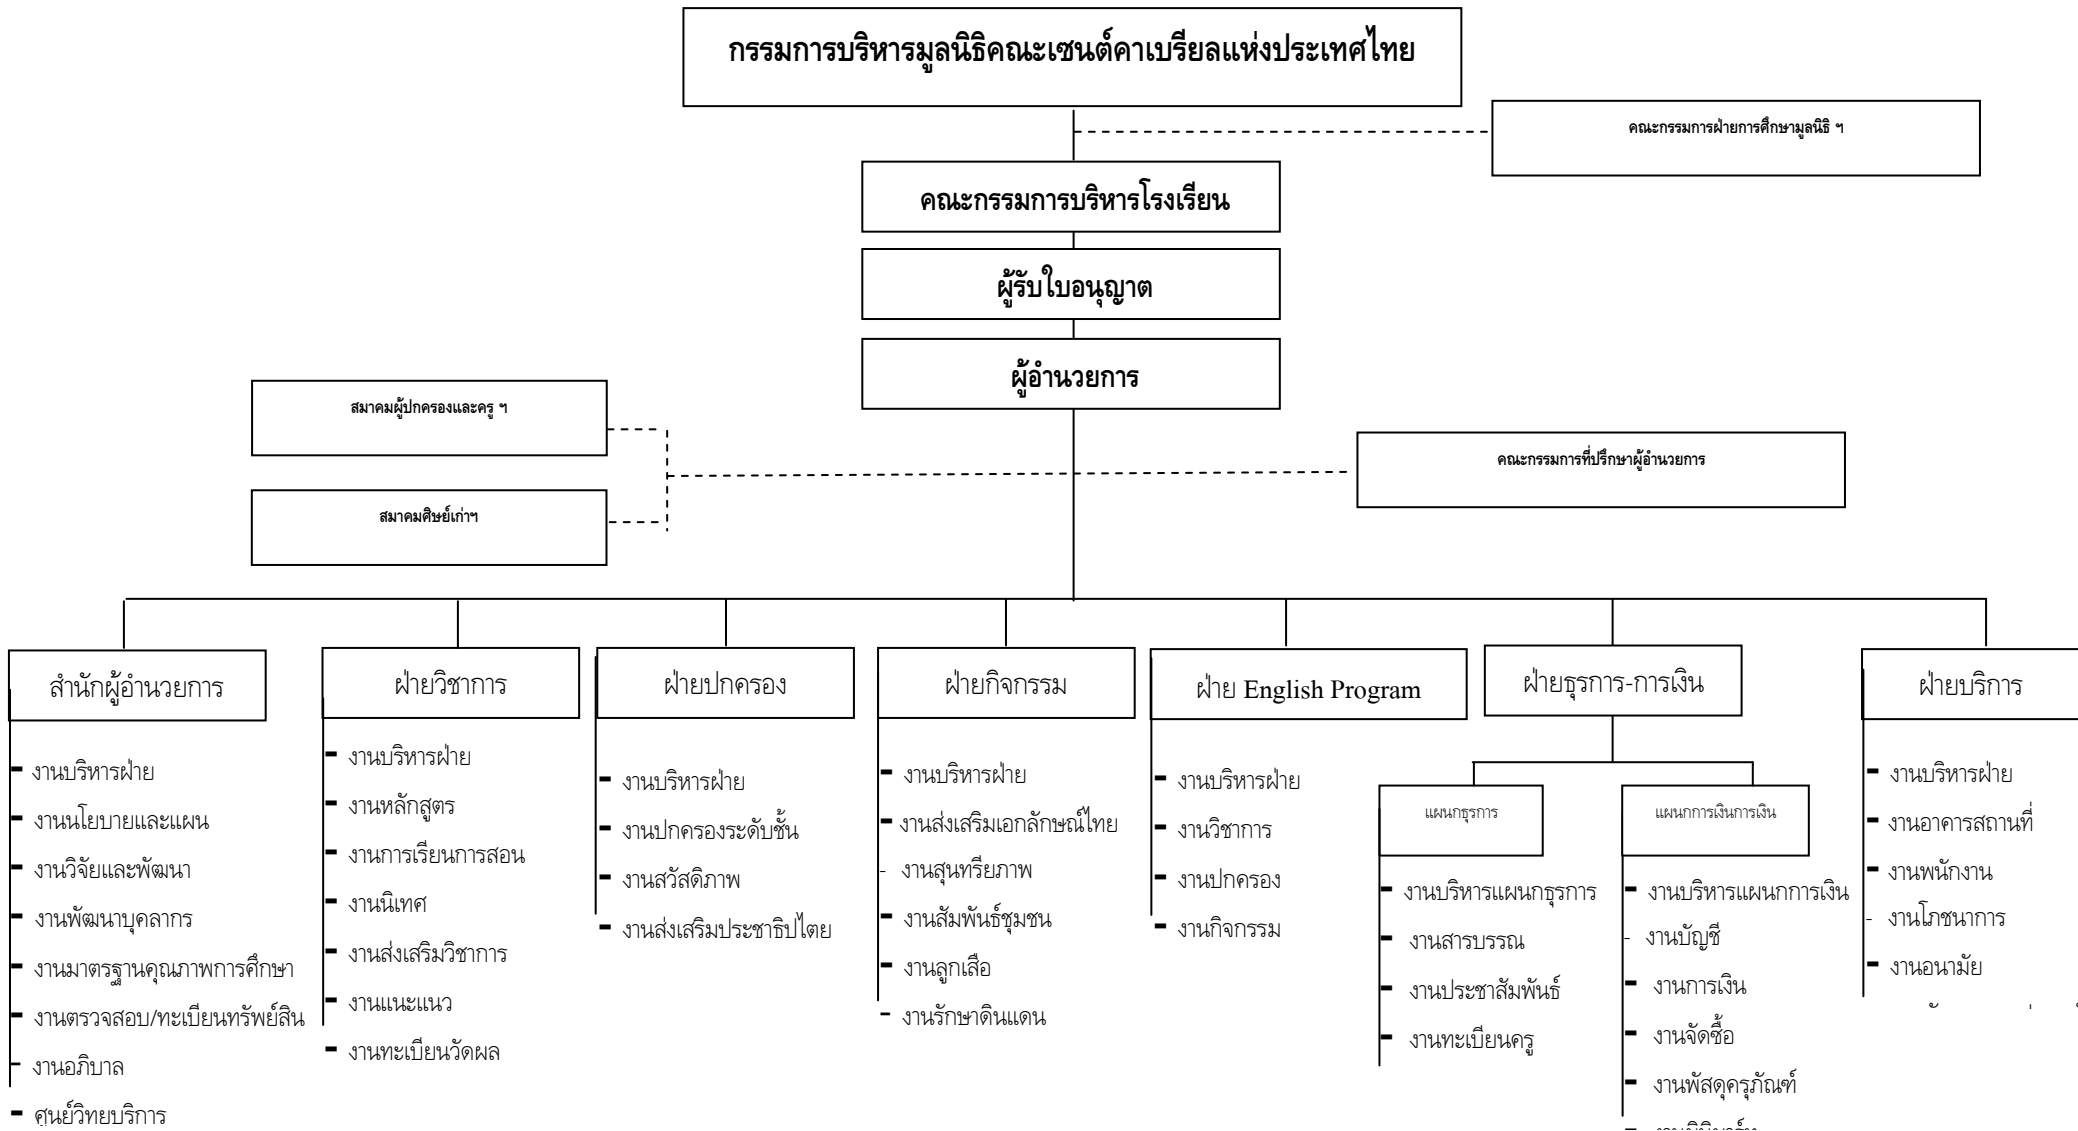 กรรมการบริหารมูลนิธิคณะเซนต์คาเบรียลแห่งประเทศไทย
คณะกรรมการฝ่ายการศึกษามูลนิธิ ฯ
คณะกรรมการบริหารโรงเรียน
ผู้รับใบอนุญาต
ผู้อำนวยการ
สมาคมผู้ปกครองและครู ฯ
คณะกรรมการที่ปรึกษาผู้อำนวยการ
สมาคมศิษย์เก่าฯ
สำนักผู้อำนวยการ
- งานบริหารฝ่าย
- งานนโยบายและแผน
- งานวิจัยและพัฒนา
- งานพัฒนาบุคลากร
- งานมาตรฐานคุณภาพการศึกษา
- งานตรวจสอบ/ทะเบียนทรัพย์สิน
- งานอภิบาล
- ศูนย์วิทยบริการ
ฝ่ายวิชาการ
- งานบริหารฝ่าย
- งานหลักสูตร
- งานการเรียนการสอน
- งานนิเทศ
- งานส่งเสริมวิชาการ
- งานแนะแนว
- งานทะเบียนวัดผล
ฝ่ายปกครอง
- งานบริหารฝ่าย
- งานปกครองระดับชั้น
- งานสวัสดิภาพ
- งานส่งเสริมประชาธิปไตย
ฝ่ายกิจกรรม
- งานบริหารฝ่าย
- งานส่งเสริมเอกลักษณ์ไทย
- งานสุนทรียภาพ
- งานสัมพันธ์ชุมชน
- งานลูกเสือ
- งานรักษาดินแดน
ฝ่าย English Program
- งานบริหารฝ่าย
- งานวิชาการ
- งานปกครอง
- งานกิจกรรม
ฝ่ายธุรการ-การเงิน
แผนกธุรการ
- งานบริหารแผนกธุรการ
- งานสารบรรณ
- งานประชาสัมพันธ์
- งานทะเบียนครู
แผนกการเงินการเงิน
- งานบริหารแผนกการเงิน
- งานบัญชี
- งานการเงิน
- งานจัดซื้อ
- งานพัสดุครุภัณฑ์
ฝ่ายบริการ
- งานบริหารฝ่าย
- งานอาคารสถานที่
- งานพนักงาน
- งานโภชนาการ
- งานอนามัย